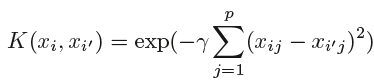 K(x_i, x_{i'}) = exp(−γ ∑_{j=1}^{p} (x_{ij} − x_{i'j})^2)